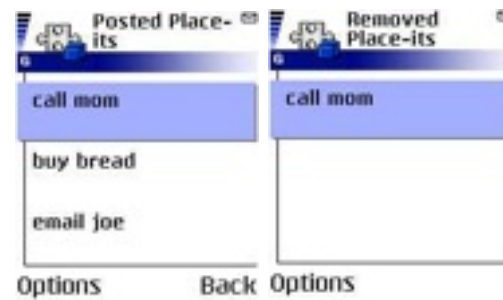 Posted Place-
its
call mom
buy bread
email joe
Options Back
Removed
Place-its
call mom
Options